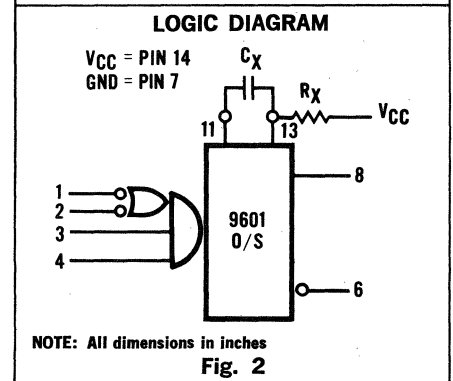 LOGIC DIAGRAM
VCC = PIN 14
GND = PIN 7
CX
RX
VCC
11
13
1
2
3
4
9601
O/S
8
6
NOTE: All dimensions in inches
Fig. 2